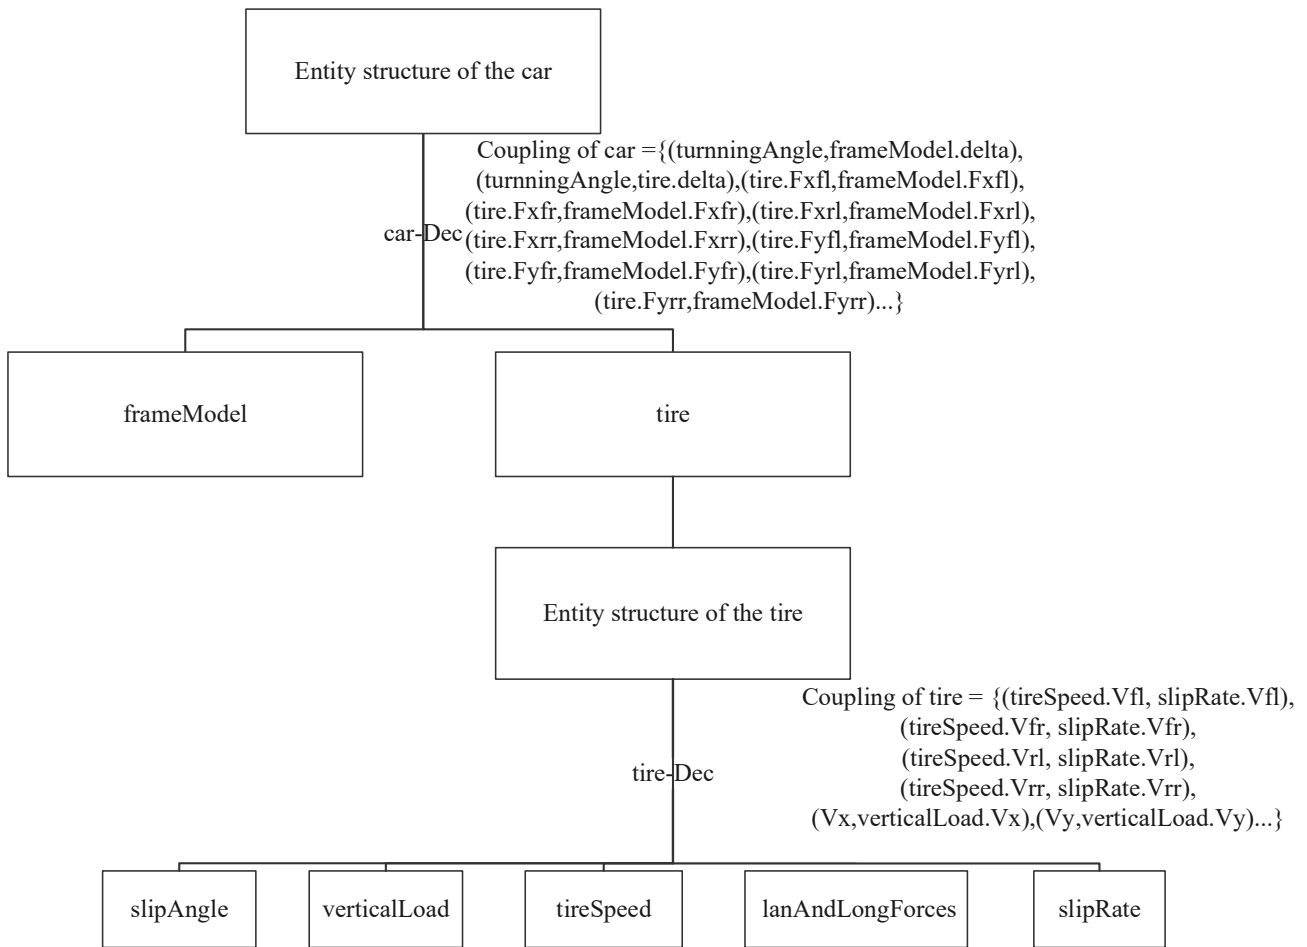 Entity structure of the car
Coupling of car ={(turnningAngle,frameModel.delta),
(turnningAngle,tire.delta),(tire.Fxfl,frameModel.Fxfl),
(tire.Fxfr,frameModel.Fxfr),(tire.Fxrl,frameModel.Fxrl),
car-Dec
(tire.Fxrr,frameModel.Fxrr),(tire.Fyfl,frameModel.Fyfl),
(tire.Fyfr,frameModel.Fyfr),(tire.Fyrl,frameModel.Fyrl),
(tire.Fyrr,frameModel.Fyrr)...}
frameModel
tire
Entity structure of the tire
Coupling of tire = {(tireSpeed.Vfl, slipRate.Vfl),
(tireSpeed.Vfr, slipRate.Vfr),
(tireSpeed.Vrl, slipRate.Vrl),
tire-Dec
(tireSpeed.Vrr, slipRate.Vrr),
(Vx,verticalLoad.Vx),(Vy,verticalLoad.Vy)...}
slipAngle
verticalLoad
tireSpeed
lanAndLongForces
slipRate